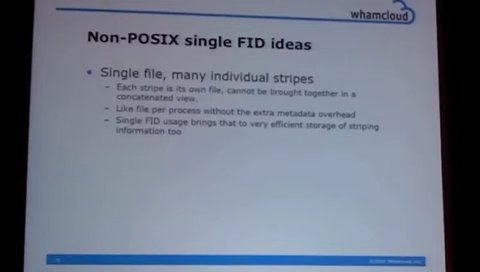 whamcloud
Non-POSIX single FID ideas
• Single file, many individual stripes
– Each stripe is its own file, cannot be brought together in a
concatenated view.
– Like file per process without the extra metadata overhead
– Single FID usage brings that to very efficient storage of striping
information too